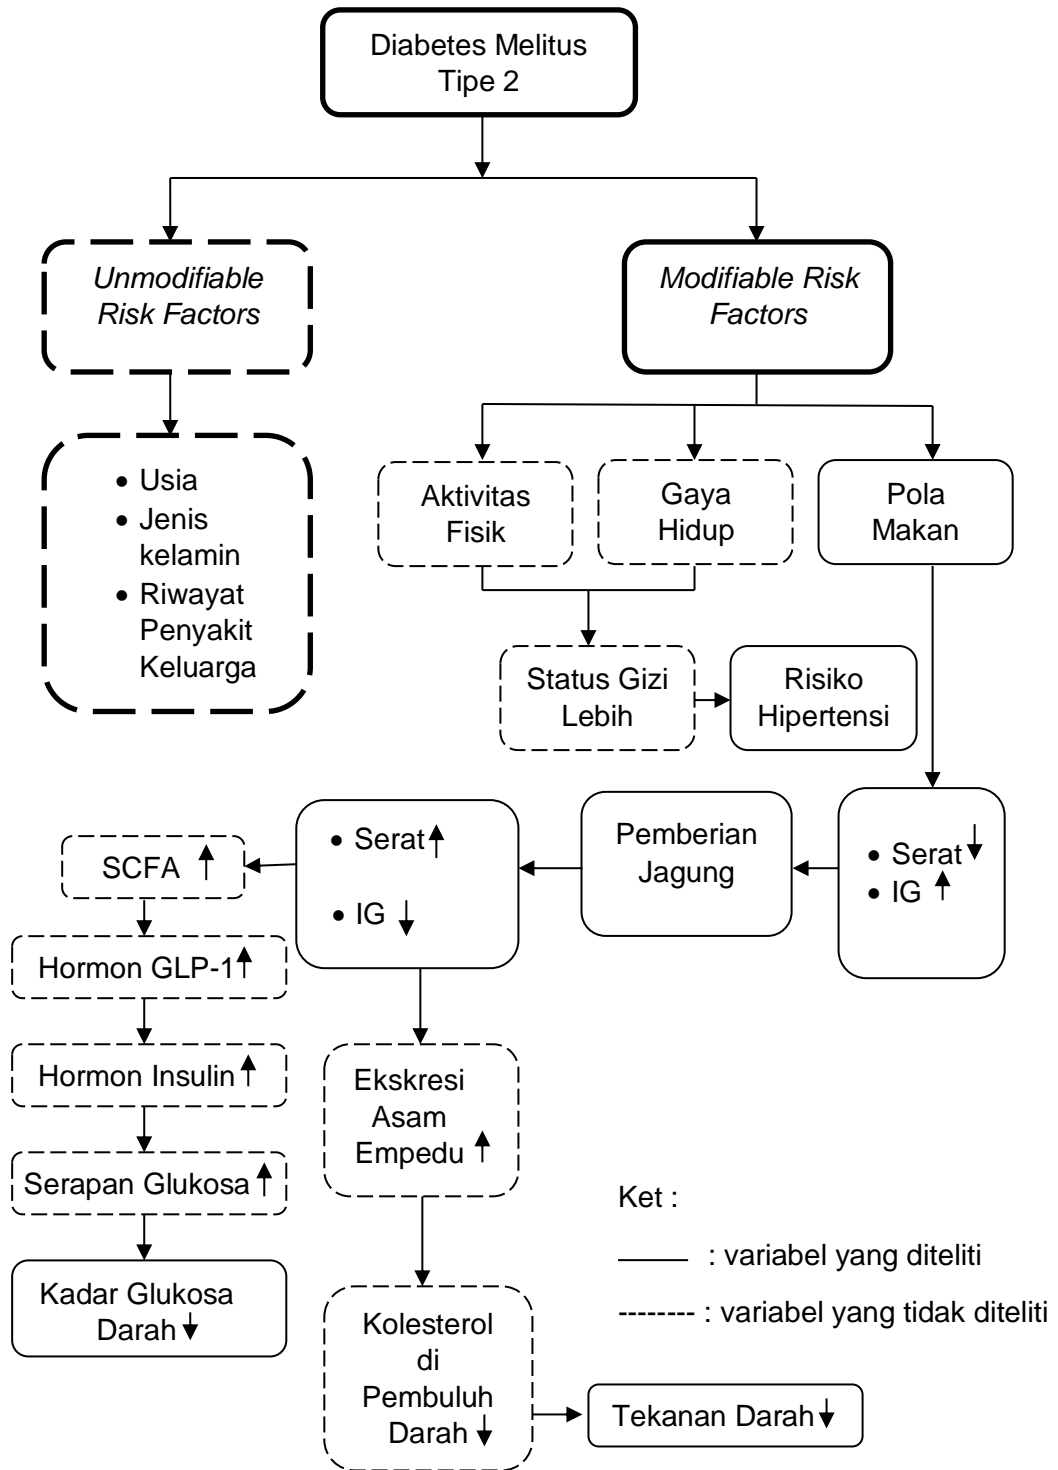 Diabetes Melitus
Tipe 2
Unmodifiable
Risk Factors
Modifiable Risk
Factors
• Usia
• Jenis
kelamin
• Riwayat
Penyakit
Keluarga
Aktivitas
Fisik
Gaya
Hidup
Pola
Makan
Status Gizi
Lebih
Risiko
Hipertensi
SCFA ↑
• Serat↑
• IG ↓
Pemberian
Jagung
• Serat↓
• IG ↑
Hormon GLP-1↑
Hormon Insulin↑
Serapan Glukosa↑
Kadar Glukosa
Darah↓
Ekskresi
Asam
Empedu ↑
Kolesterol
di
Pembuluh
Darah↓
Tekanan Darah↓
Ket :
——— : variabel yang diteliti
-------- : variabel yang tidak diteliti